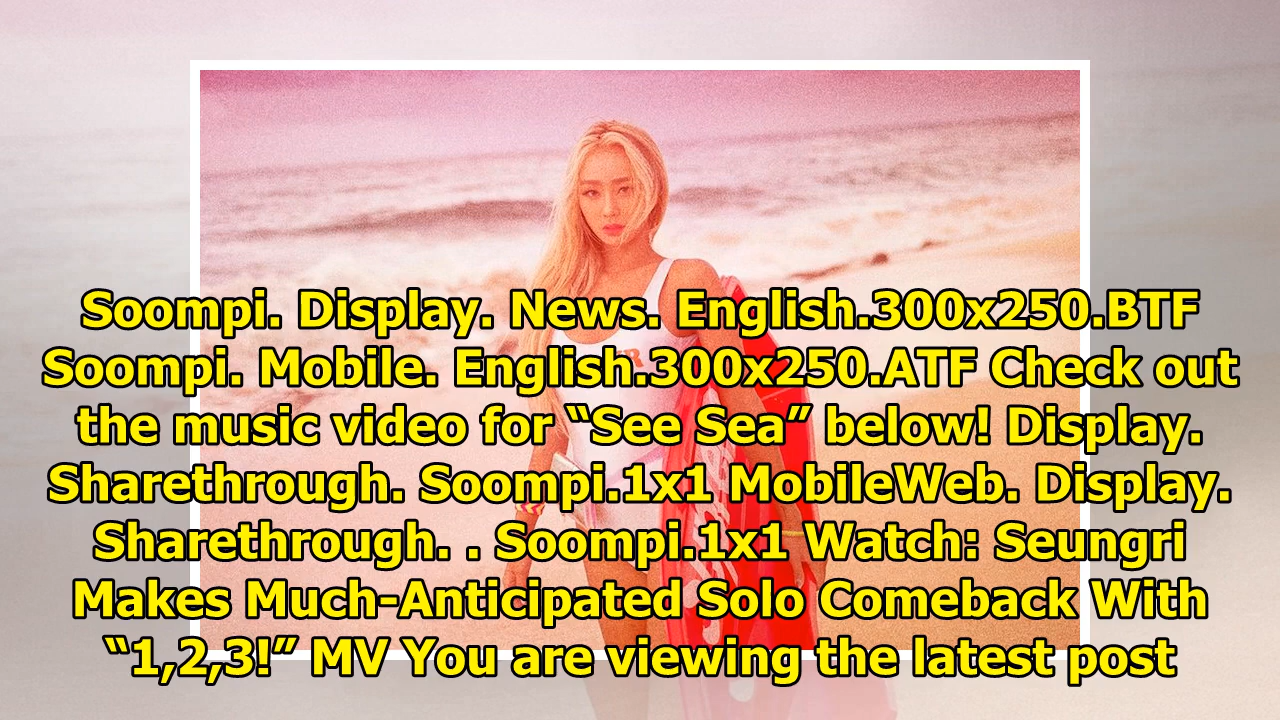 Soompi. Display. News. English.300x250.BTF
Soompi. Mobile. English.300x250.ATF Check out
the music video for “See Sea” below! Display.
Sharethrough. Soompi.1x1 MobileWeb. Display.
Sharethrough. . Soompi.1x1 Watch: Seungri
Makes Much-Anticipated Solo Comeback With
“1,2,3!” MV You are viewing the latest post